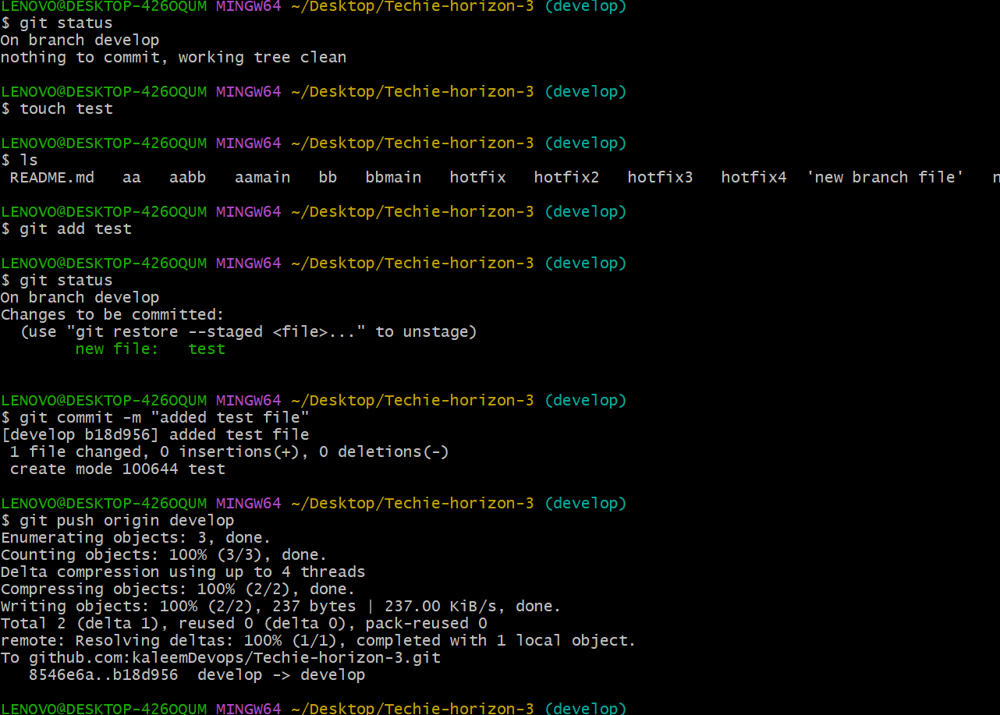 LENOVO@DESKTOP-426OQUM MINGW64 ~/Desktop/Techie-horizon-3 (develop)
$ git status
On branch develop
nothing to commit, working tree clean
LENOVO@DESKTOP-426OQUM MINGW64 ~/Desktop/Techie-horizon-3 (develop)
$ touch test
LENOVO@DESKTOP-426OQUM MINGW64 ~/Desktop/Techie-horizon-3 (develop)
$ ls
README.md aa aabb aamain bb bbmain hotfix hotfix2 hotfix3 hotfix4 'new branch file'
LENOVO@DESKTOP-426OQUM MINGW64 ~/Desktop/Techie-horizon-3 (develop)
$ git add test
LENOVO@DESKTOP-426OQUM MINGW64 ~/Desktop/Techie-horizon-3 (develop)
$ git status
On branch develop
Changes to be committed:
(use "git restore --staged <file>..." to unstage)
new file: test
LENOVO@DESKTOP-426OQUM MINGW64 ~/Desktop/Techie-horizon-3 (develop)
$ git commit -m "added test file"
[develop b18d956] added test file
1 file changed, 0 insertions(+), 0 deletions(-)
create mode 100644 test
LENOVO@DESKTOP-426OQUM MINGW64 ~/Desktop/Techie-horizon-3 (develop)
$ git push origin develop
Enumerating objects: 3, done.
Counting objects: 100% (3/3), done.
Delta compression using up to 4 threads
Compressing objects: 100% (2/2), done.
Writing objects: 100% (2/2), 237 bytes | 237.00 KiB/s, done.
Total 2 (delta 1), reused 0 (delta 0), pack-reused 0
remote: Resolving deltas: 100% (1/1), completed with 1 local object.
To github.com:kaleemDevops/Techie-horizon-3.git
8546e6a..b18d956 develop -> develop
LENOVO@DESKTOP-426OQUM MINGW64 ~/Desktop/Techie-horizon-3 (develop)